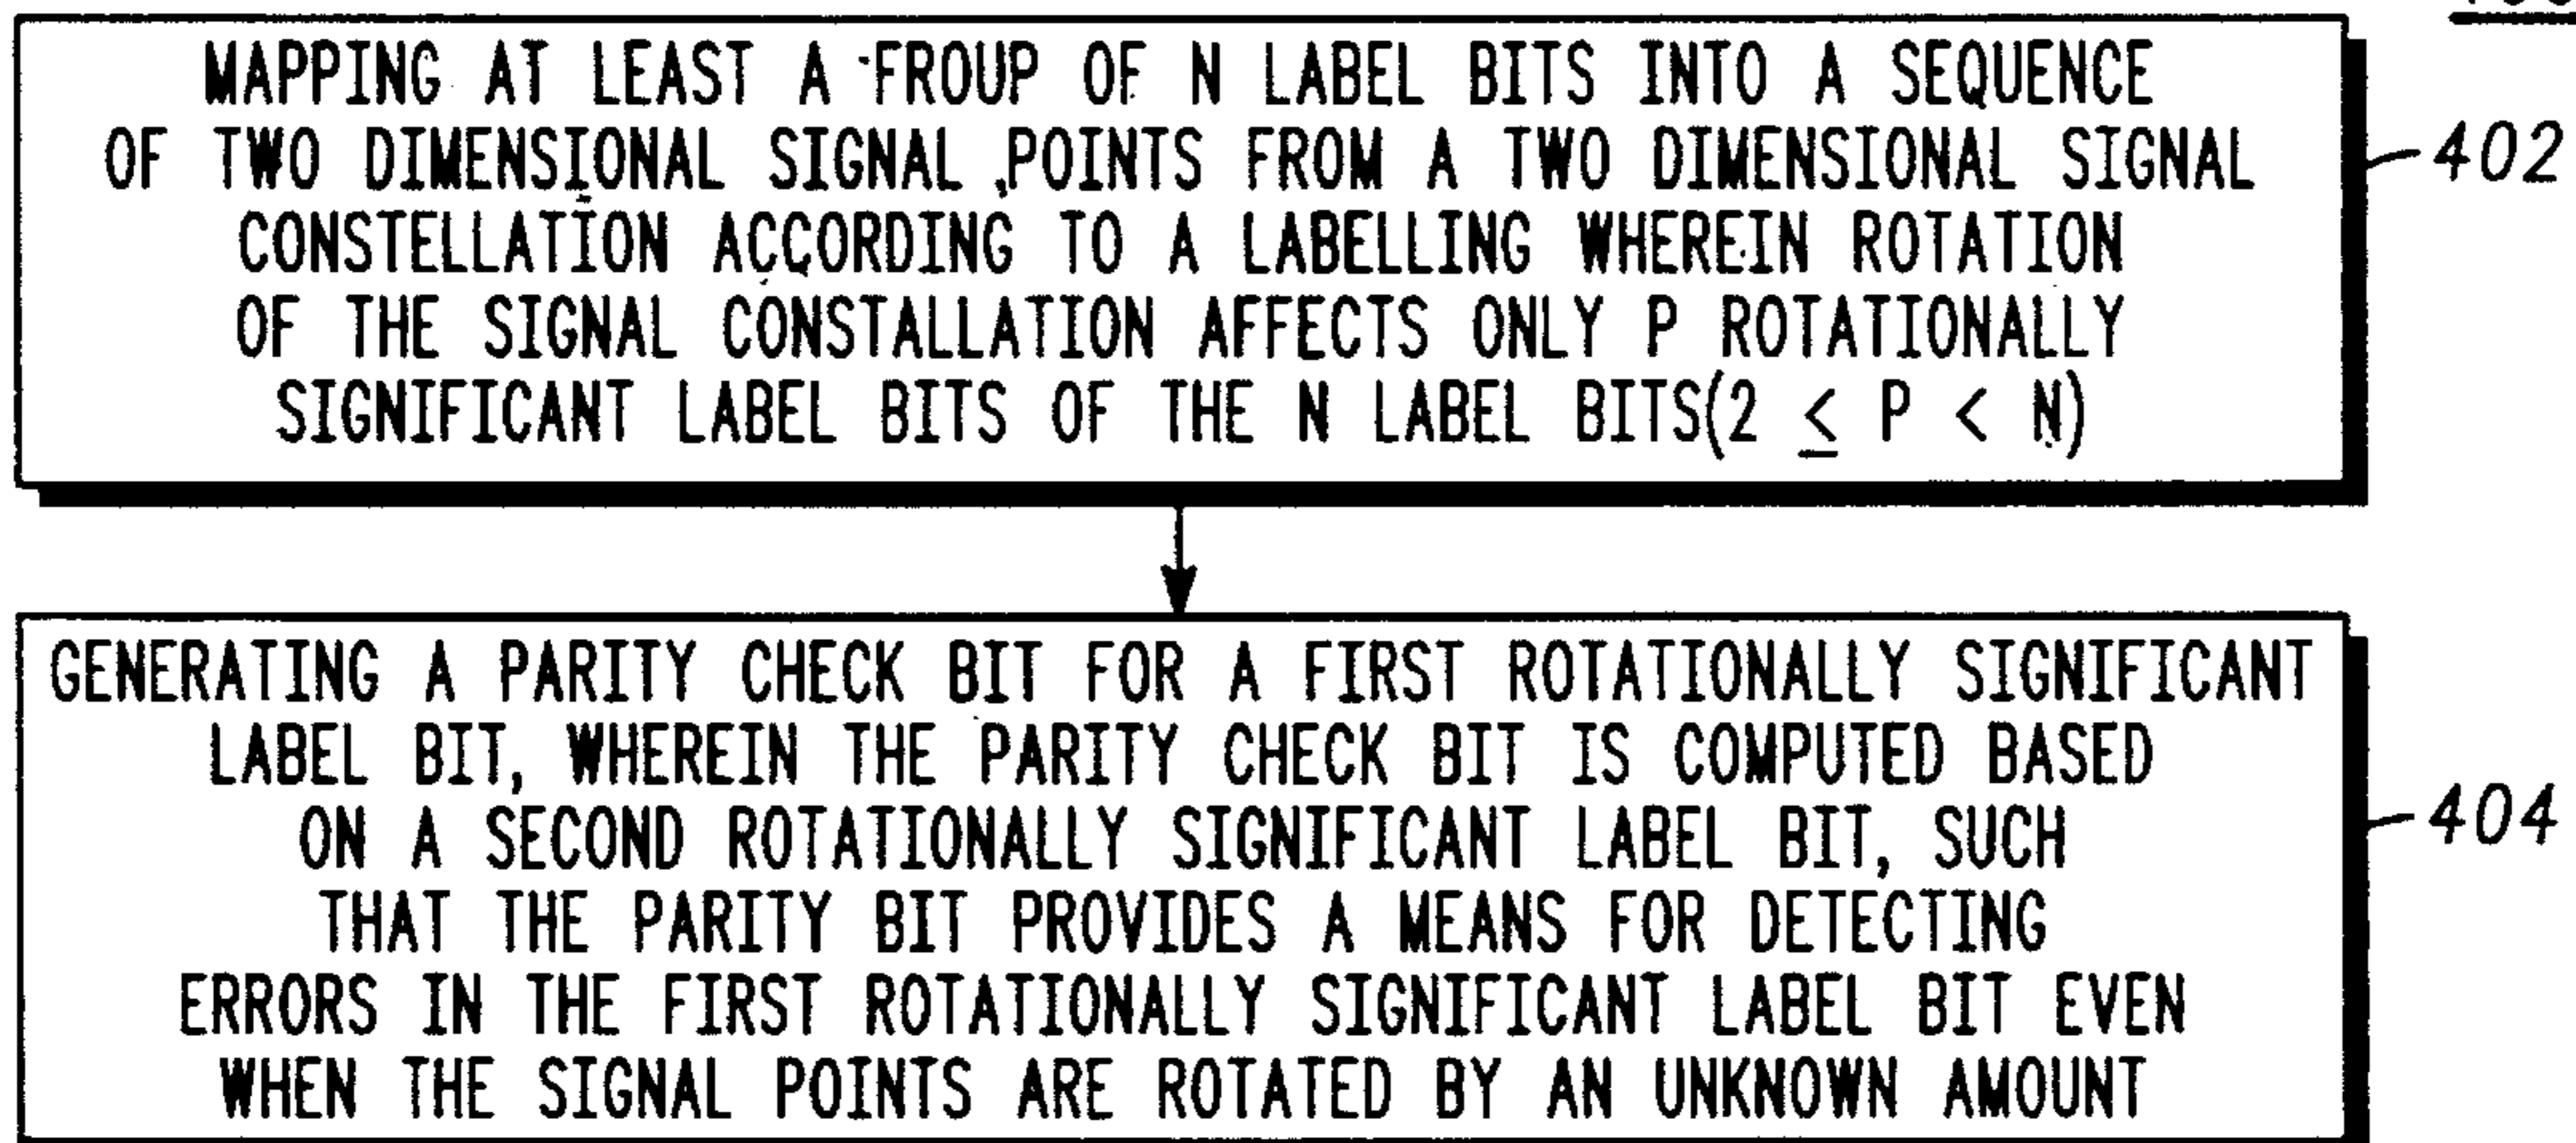 MAPPING AT LEAST A FROUP OF N LABEL BITS INTO A SEQUENCE
OF TWO DIMENSIONAL SIGNAL POINTS FROM A TWO DIMENSIONAL SIGNAL
CONSTELLATION ACCORDING TO A LABELLING WHEREIN ROTATION
OF THE SIGNAL CONSTALLATION AFFECTS ONLY P ROTATIONALLY
SIGNIFICANT LABEL BITS OF THE N LABEL BITS(2 ≤ P < N)
402
GENERATING A PARITY CHECK BIT FOR A FIRST ROTATIONALLY SIGNIFICANT
LABEL BIT, WHEREIN THE PARITY CHECK BIT IS COMPUTED BASED
ON A SECOND ROTATIONALLY SIGNIFICANT LABEL BIT, SUCH
THAT THE PARITY BIT PROVIDES A MEANS FOR DETECTING
ERRORS IN THE FIRST ROTATIONALLY SIGNIFICANT LABEL BIT EVEN
WHEN THE SIGNAL POINTS ARE ROTATED BY AN UNKNOWN AMOUNT
404